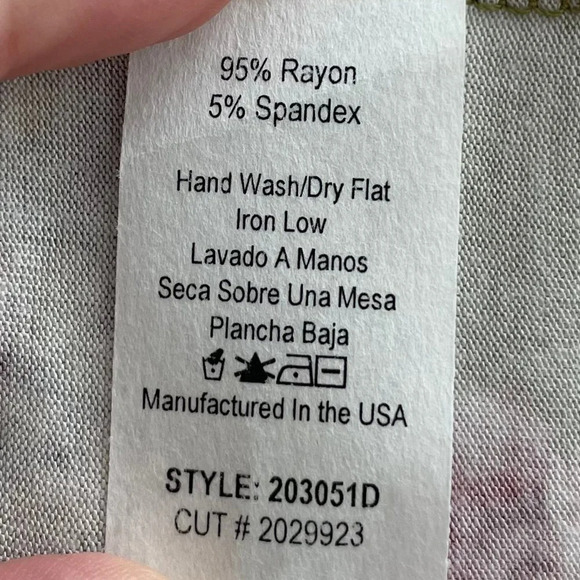 95% Rayon
5% Spandex
Hand Wash/Dry Flat
Iron Low
Lavado A Manos
Seca Sobre Una Mesa
Plancha Baja
Manufactured In the USA
STYLE: 203051D
CUT # 2029923